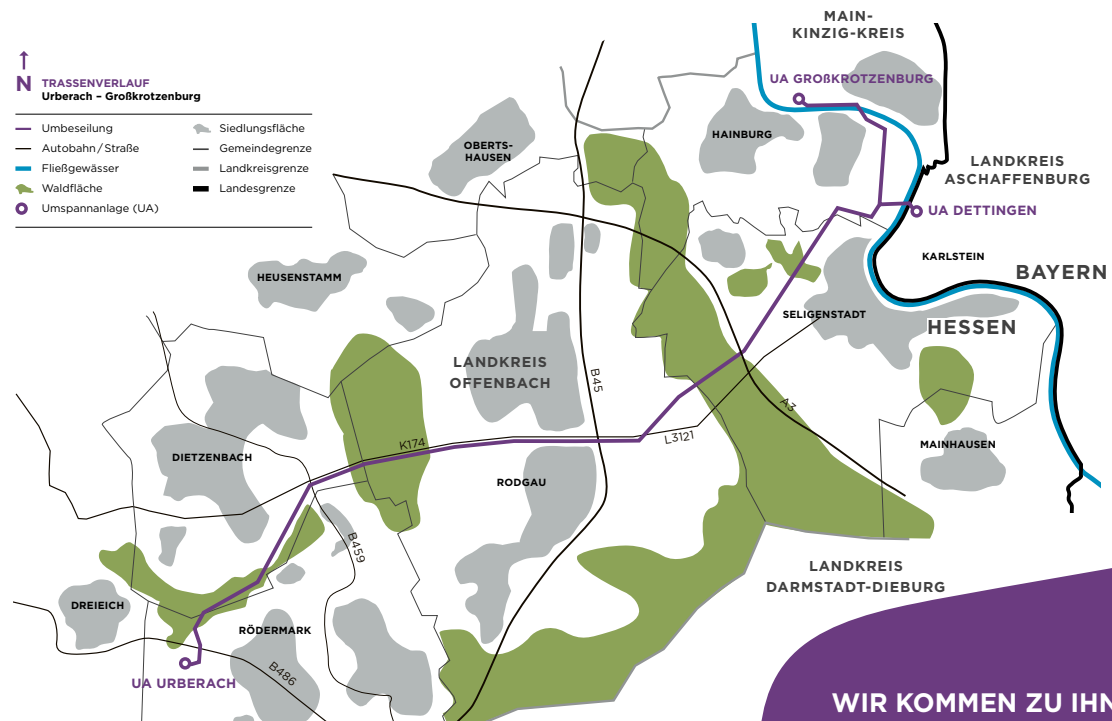 MAIN-
KINZIG-KREIS
N
TRASSENVERLAUF
Urberach – Großkrotzenburg
Umbeseilung
Autobahn/Straße
Fließgewässer
Waldfläche
Umspannanlage (UA)
Siedlungsfläche
Gemeindegrenze
Landkreisgrenze
Landesgrenze
UA GROßKROTZENBURG
HAINBURG
OBERTS-
HAUSEN
LANDKREIS
ASCHAFFENBURG
UA DETTINGEN
KARLSTEIN
BAYERN
HEUSENSTAMM
SELIGENSTADT
HESSEN
LANDKREIS
OFFENBACH
B45
A3
L3121
K174
MAINHAUSEN
DIETZENBACH
RODGAU
B459
LANDKREIS
DARMSTADT-DIEBURG
DREIEICH
RÖDERMARK
B486
UA URBERACH
WIR KOMMEN ZU IHN